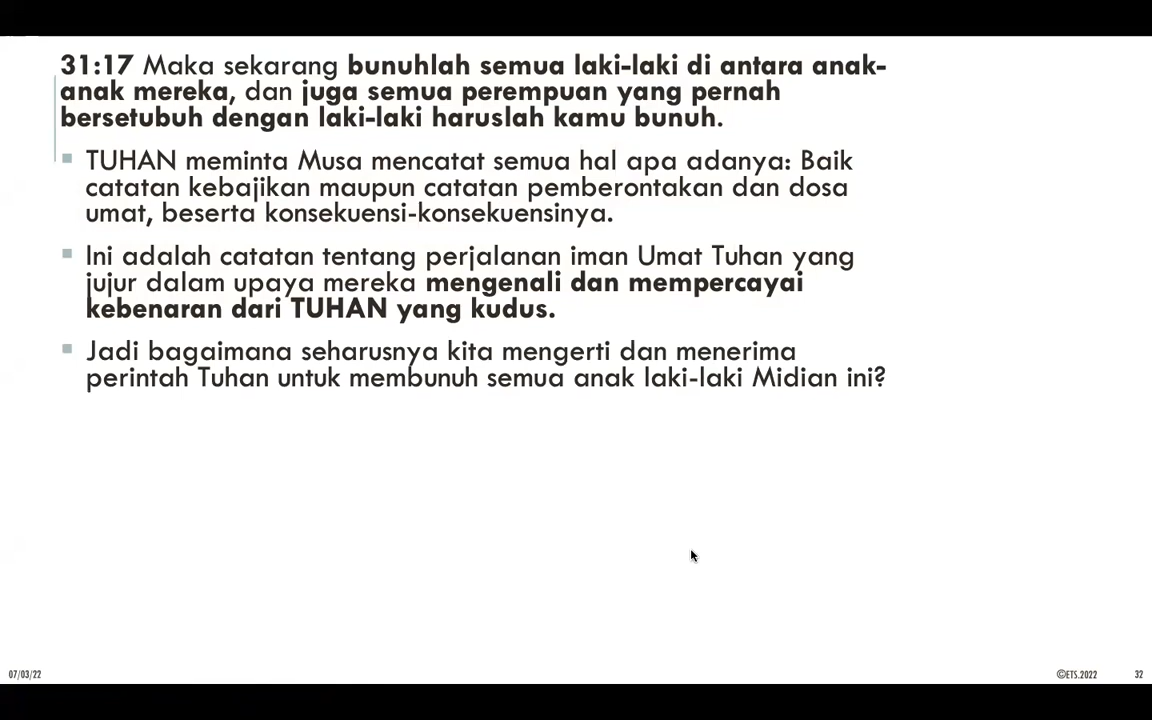 31:17 Maka sekarang bunuhlah semua laki-laki di antara anak-
anak mereka, dan juga semua perempuan yang pernah
bersetubuh dengan laki-laki haruslah kamu bunuh.
▪ TUHAN meminta Musa mencatat semua hal apa adanya: Baik
catatan kebajikan maupun catatan pemberontakan dan dosa
umat, beserta konsekuensi-konsekuensinya.
▪ Ini adalah catatan tentang perjalanan iman Umat Tuhan yang
jujur dalam upaya mereka mengenali dan mempercayai
kebenaran dari TUHAN yang kudus.
▪ Jadi bagaimana seharusnya kita mengerti dan menerima
perintah Tuhan untuk membunuh semua anak laki-laki Midian ini?
07/03/22
©ETS.2022
32